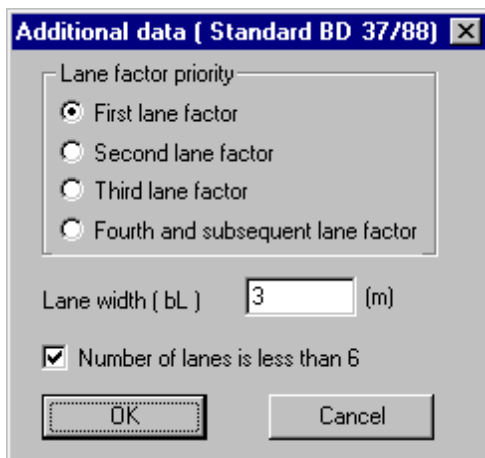 Additional data ( Standard BD 37/88)
Lane factor priority
First lane factor
Second lane factor
Third lane factor
Fourth and subsequent lane factor
Lane width ( bL ) 3 (m)
Number of lanes is less than 6
OK Cancel